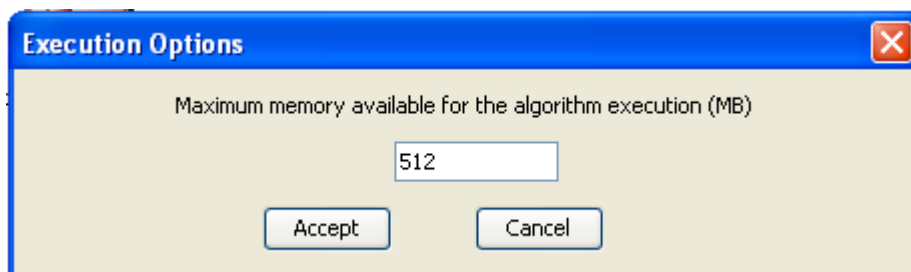 Execution Options
Maximum memory available for the algorithm execution (MB)
512
Accept Cancel